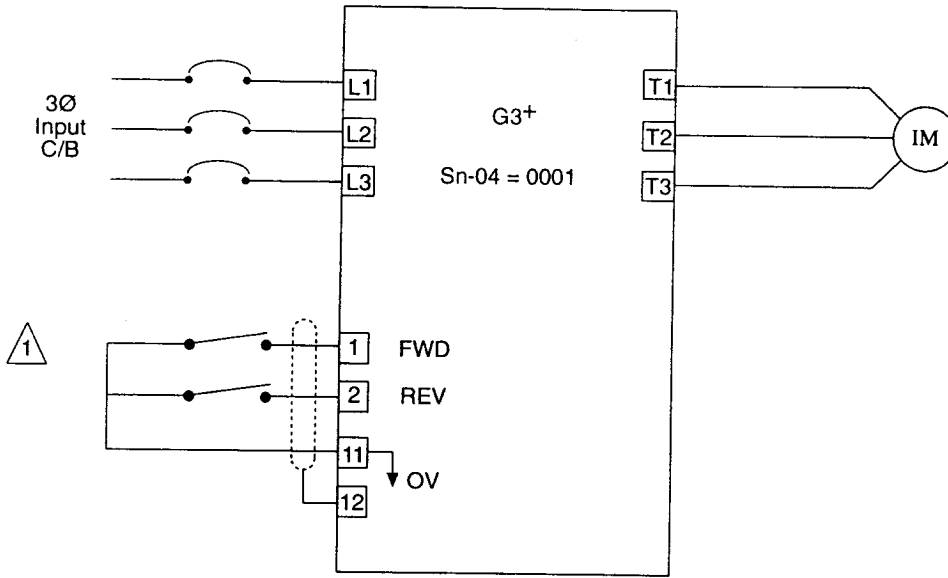 3Ø
Input
C/B
L1
L2
L3
G3+
Sn-04 = 0001
T1
T2
T3
IM
1
1
FWD
2
REV
11
OV
12